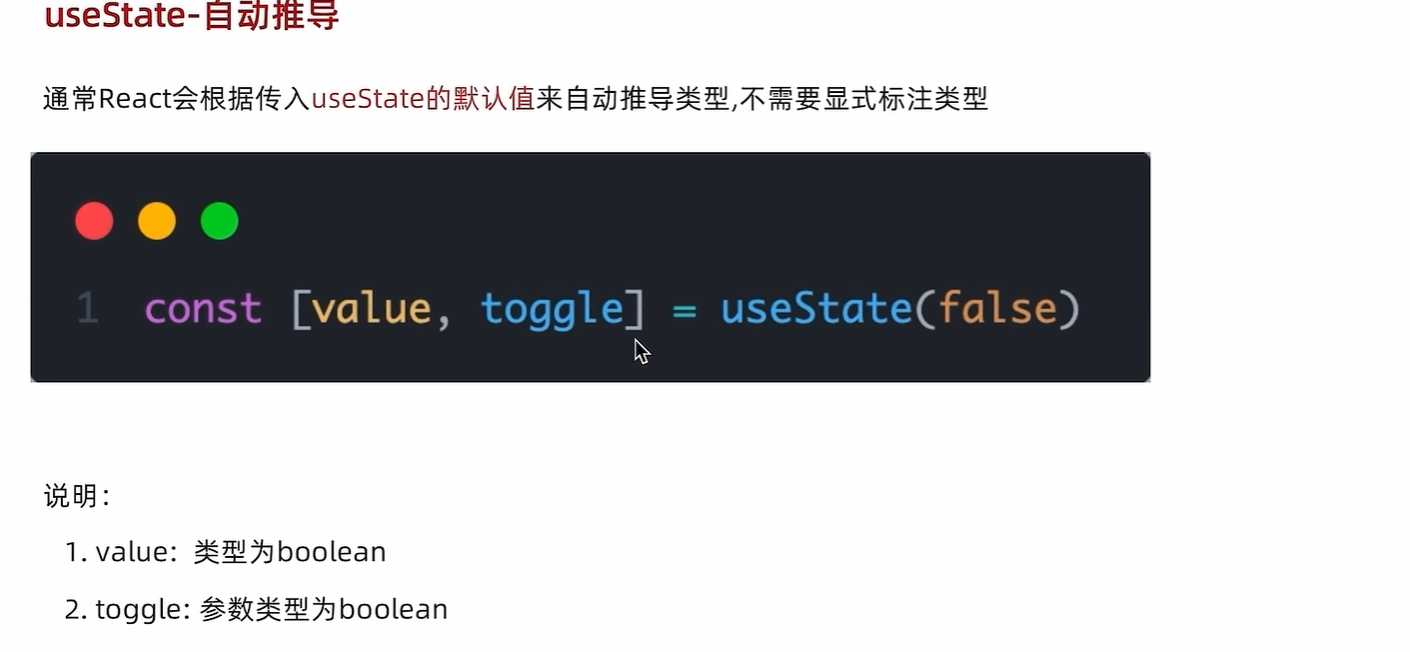 useState-自动推导
通常React会根据传入useState的默认值来自动推导类型,不需要显式标注类型
1 const [value, toggle] = useState(false)
说明：
1. value: 类型为boolean
2. toggle: 参数类型为boolean